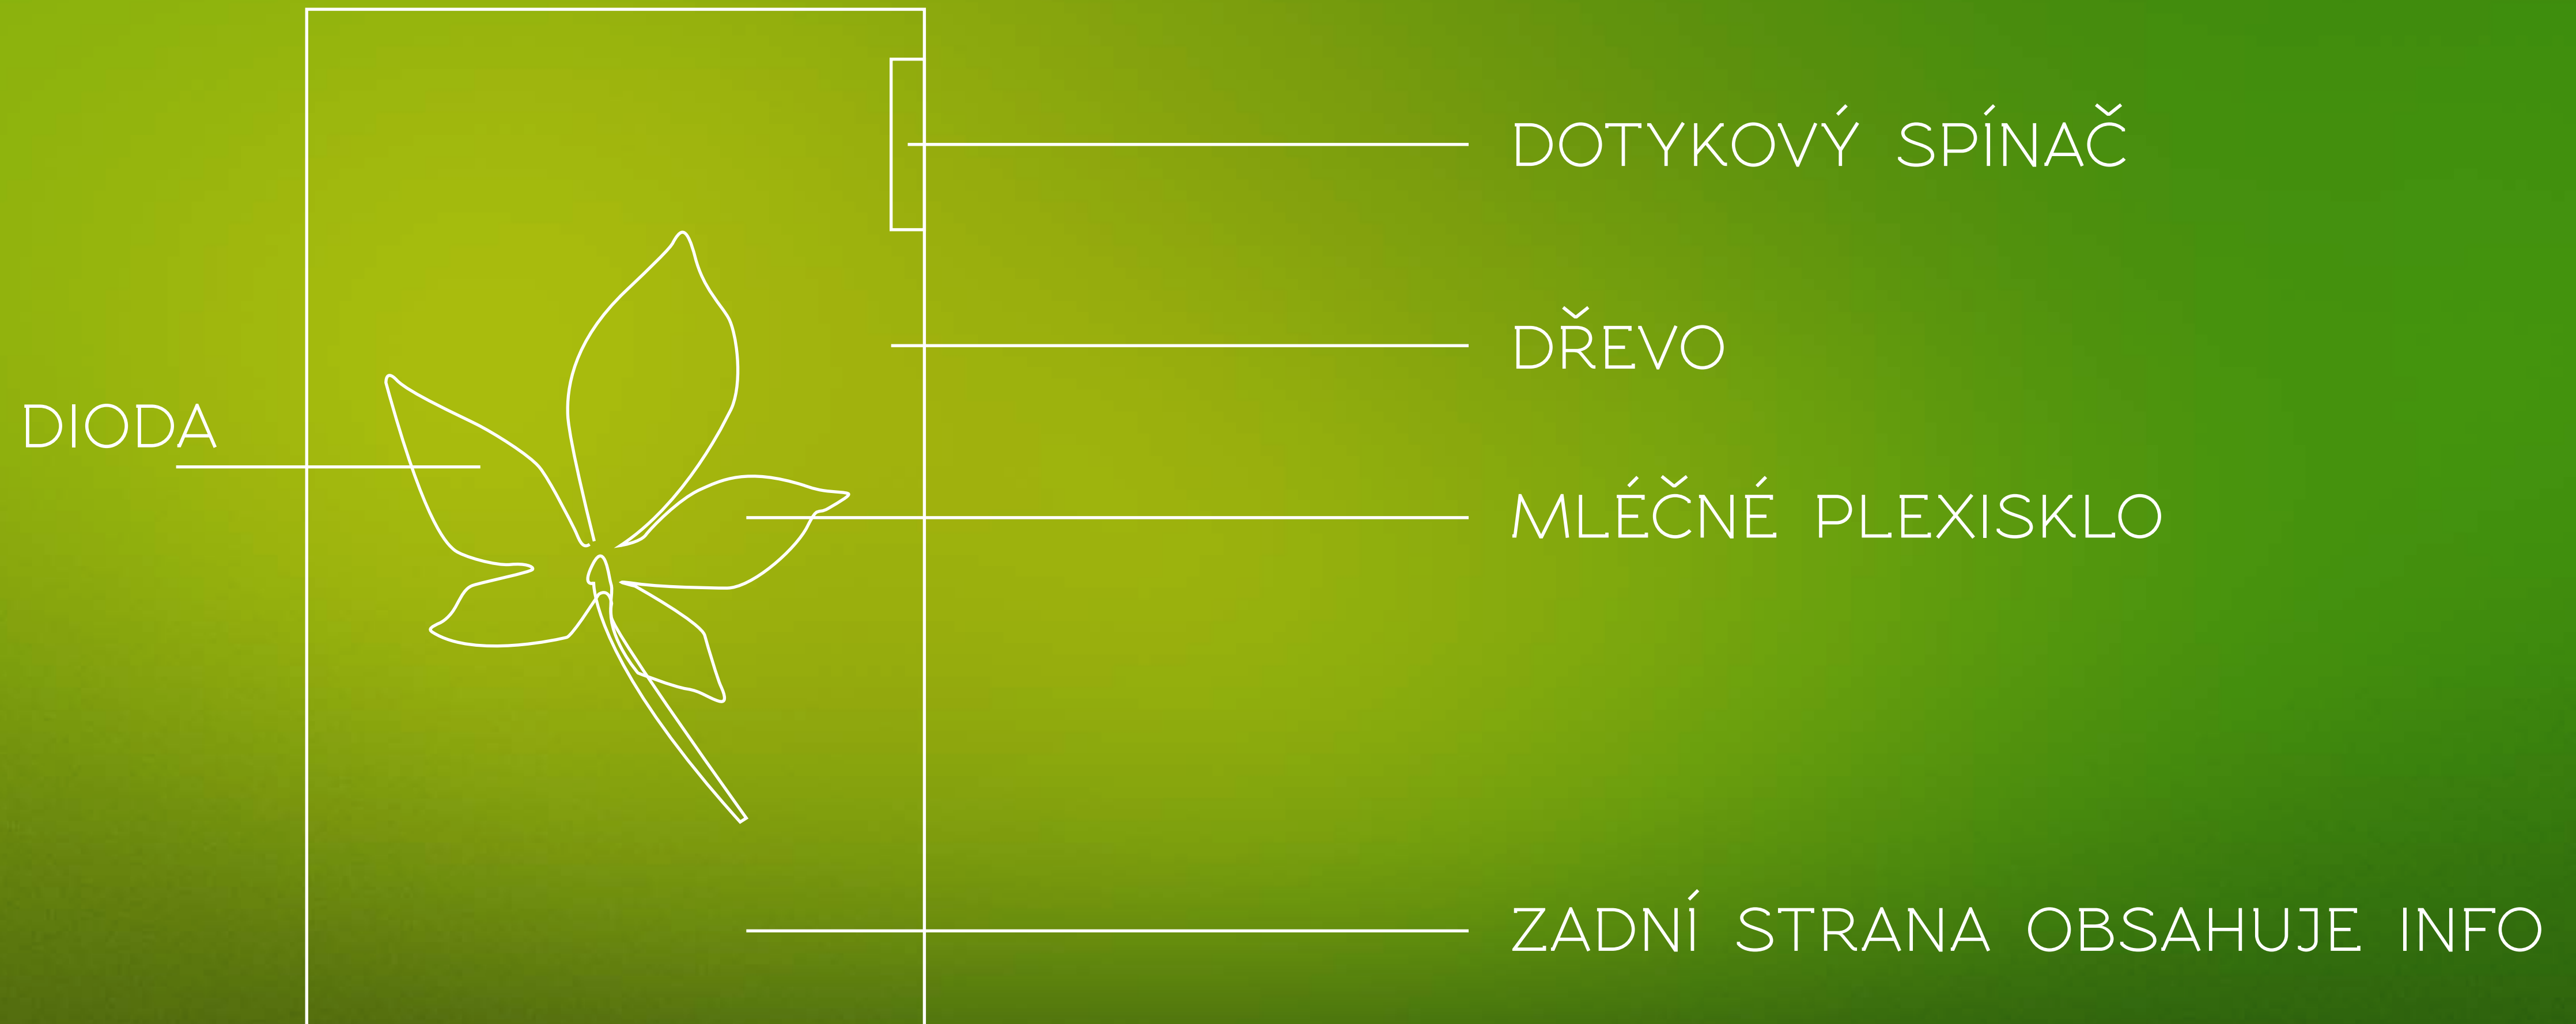 DOTYKOVÝ SPÍNAČ
DŘEVO
DIODA
MLÉČNÉ PLEXISKLO
ZADNÍ STRANA OBSAHUJE INFO